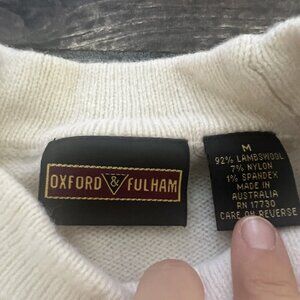 OXFORD & FULHAM
M
92% LAMBSWOOL
7% NYLON
1% SPANDEX
MADE IN
AUSTRALIA
RN 17730
CARE ON REVERSE